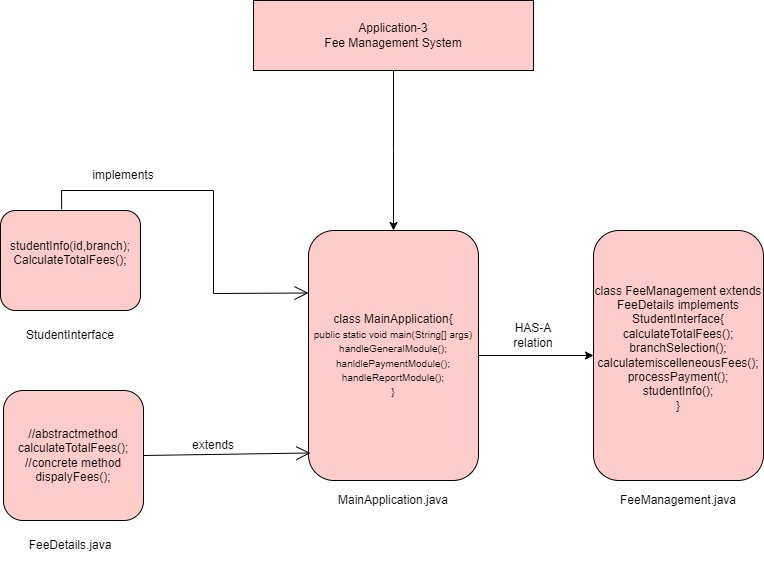 Application-3
Fee Management System
implements
studentInfo(id,branch);
CalculateTotalFees();
StudentInterface
//abstractmethod
calculateTotalFees();
//concrete method
dispalyFees();
FeeDetails.java
extends
class MainApplication{
public static void main(String[] args)
handleGeneralModule();
hanldlePaymentModule();
handleReportModule();
}
MainApplication.java
HAS-A
relation
class FeeManagement extends
FeeDetails implements
StudentInterface{
calculateTotalFees();
branchSelection();
calculatemiscelleneousFees();
processPayment();
studentInfo();
}
FeeManagement.java